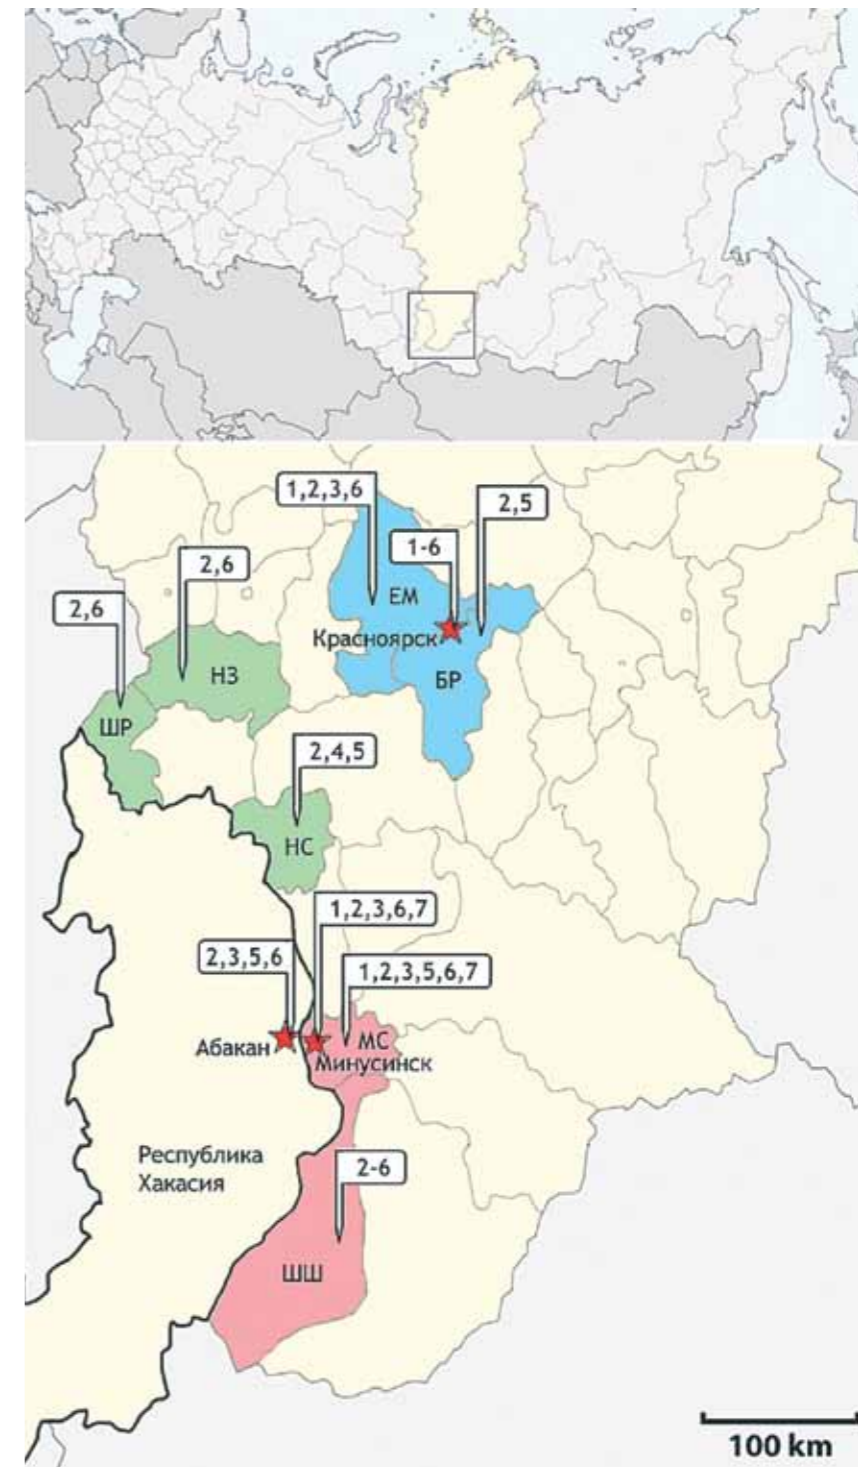 1,2,3,6
2,5
1-6
2,6
2,6
ЕМ
Красноярск
НЗ
БР
ШР
2,4,5
НС
1,2,3,6,7
2,3,5,6
1,2,3,5,6,7
Абакан
МС
Минусинск
Республика
Хакасия
2-6
ШШ
100 km